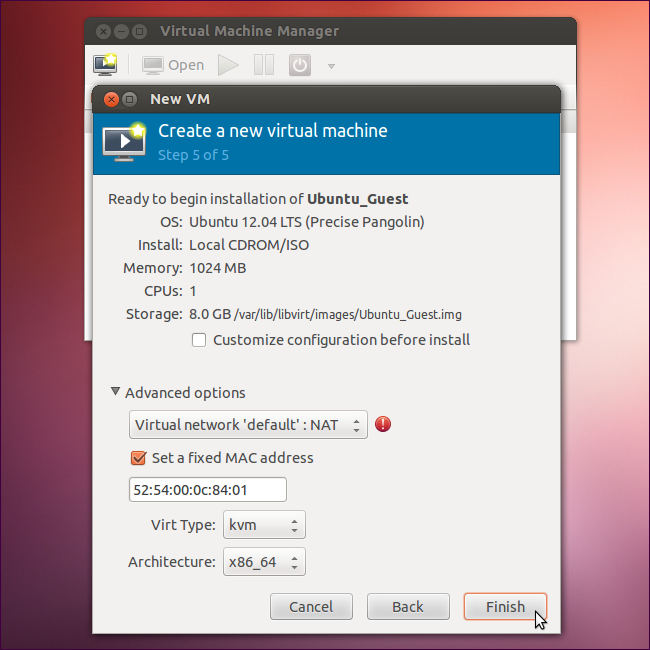 Virtual Machine Manager
Open
New VM
Create a new virtual machine
Step 5 of 5
Ready to begin installation of Ubuntu_Guest
OS: Ubuntu 12.04 LTS (Precise Pangolin)
Install: Local CDROM/ISO
Memory: 1024 MB
CPUs: 1
Storage: 8.0 GB /var/lib/libvirt/images/Ubuntu_Guest.img
Customize configuration before install
Advanced options
Virtual network 'default' : NAT
Set a fixed MAC address
52:54:00:0c:84:01
Virt Type: kvm
Architecture: x86_64
Cancel Back Finish